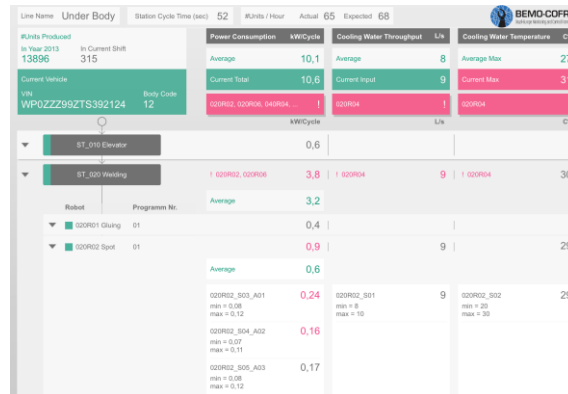 Line Name Under Body Station Cycle Time (sec) 52 #Units / Hour Actual 65 Expected 68 BEMO-COFR
#Units Produced
In Year 2013 In Current Shift
13896 315
Current Vehicle
VIN Body Code
WP0ZZZ99ZTS392124 12
Power Consumption kW/Cycle Cooling Water Throughput L/s Cooling Water Temperature C
Average 10,1 Average 8 Average Max 27
Current Total 10,6 Current Input 9 Current Max 31
020R02, 020R06, 040R04, ... ! 020R04 ! 020R04
kW/Cycle L/s C
ST_010 Elevator 0,6
ST_020 Welding ! 020R02, 020R06 3,8 ! 020R04 9 ! 020R04 30
Robot Programm Nr. Average 3,2
020R01 Gluing 01 0,4
020R02 Spot 01 0,9 9 29
Average 0,6
020R02_S03_A01 0,24 020R02_S01 9 020R02_S02 29
min = 0,08 min = 8 min = 20
max = 0,12 max = 10 max = 30
020R02_S04_A02 0,16
min = 0,07
max = 0,11
020R02_S05_A03 0,17
min = 0,08
max = 0,12